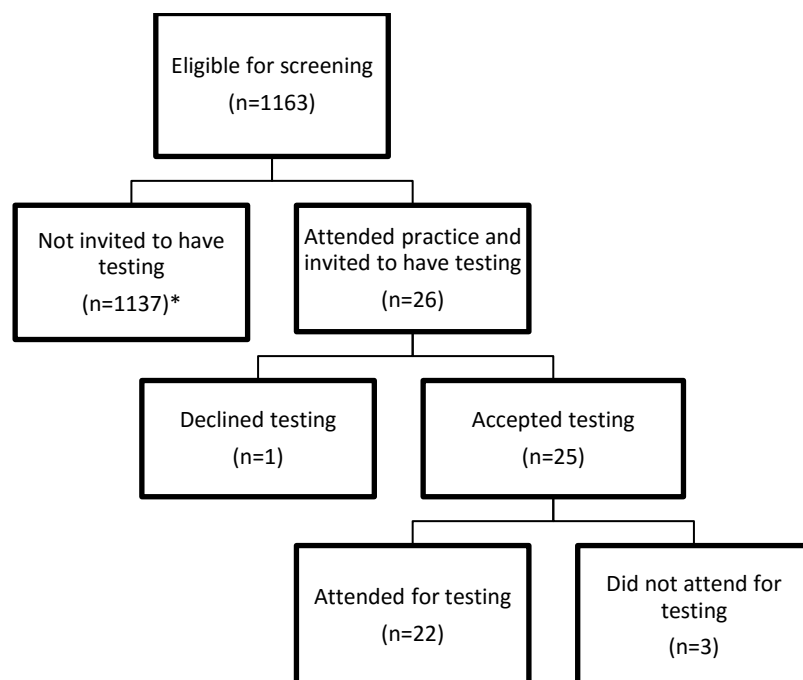 Eligible for screening
(n=1163)
Not invited to have
testing
(n=1137)*
Attended practice and
invited to have testing
(n=26)
Declined testing
(n=1)
Accepted testing
(n=25)
Attended for testing
(n=22)
Did not attend for
testing
(n=3)